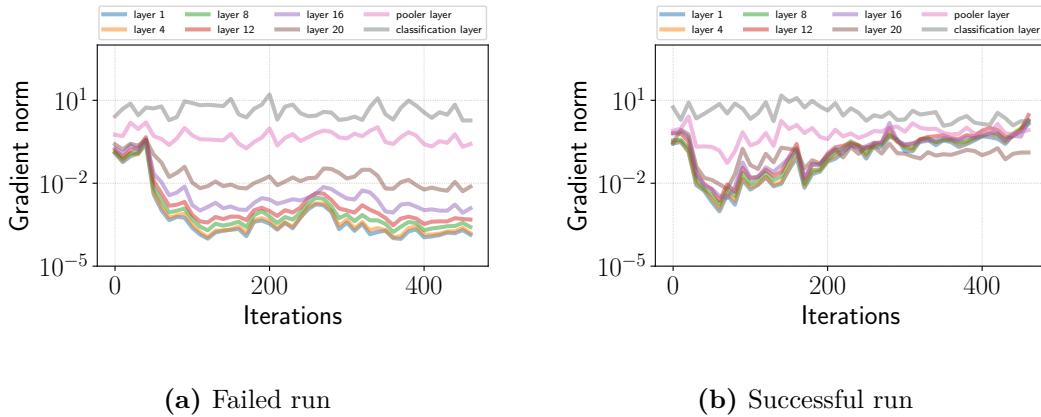 layer 1 layer 8 layer 16 pooler layer
layer 4 layer 12 layer 20 classification layer
Gradient norm
10^1
10^-2
10^-5
0 200 400
Iterations
(a) Failed run
layer 1 layer 8 layer 16 pooler layer
layer 4 layer 12 layer 20 classification layer
Gradient norm
10^1
10^-2
10^-5
0 200 400
Iterations
(b) Successful run